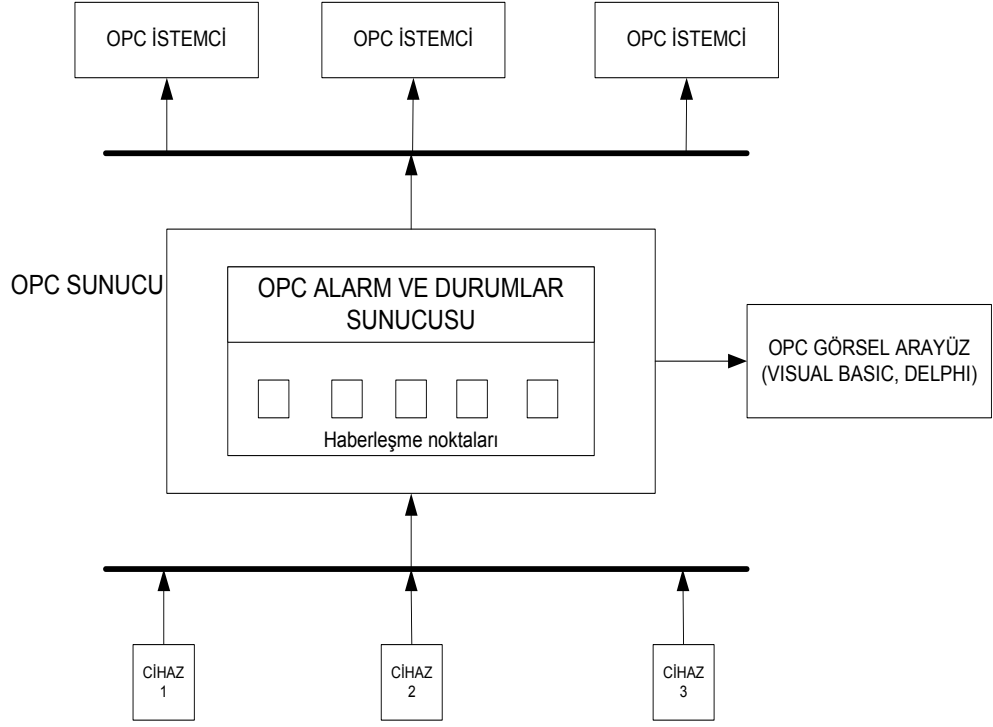 OPC İSTEMCİ
OPC İSTEMCİ
OPC İSTEMCİ
OPC SUNUCU
OPC ALARM VE DURUMLAR
SUNUCUSU
Haberleşme noktaları
OPC GÖRSEL ARAYÜZ
(VISUAL BASIC, DELPHI)
CİHAZ
1
CİHAZ
2
CİHAZ
3